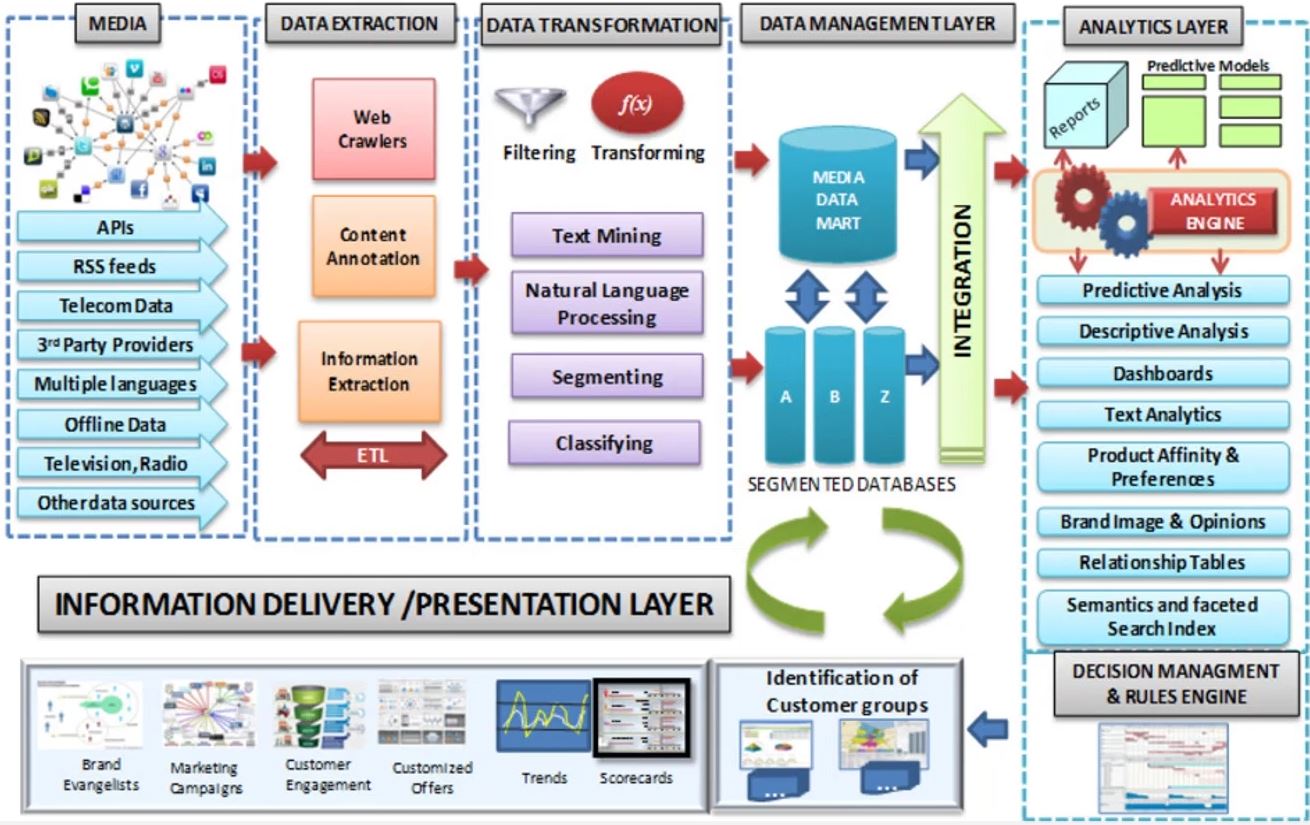 MEDIA
APIs
RSS feeds
Telecom Data
3rd Party Providers
Multiple languages
Offline Data
Television, Radio
Other data sources
DATA EXTRACTION
Web
Crawlers
Content
Annotation
Information
Extraction
ETL
DATA TRANSFORMATION
f(x)
Filtering
Transforming
Text Mining
Natural Language
Processing
Segmenting
Classifying
DATA MANAGEMENT LAYER
MEDIA
DATA
MART
INTEGRATION
A
B
Z
SEGMENTED DATABASES
ANALYTICS LAYER
Reports
Predictive Models
ANALYTICS
ENGINE
Predictive Analysis
Descriptive Analysis
Dashboards
Text Analytics
Product Affinity &
Preferences
Brand Image & Opinions
Relationship Tables
Semantics and faceted
Search Index
DECISION MANAGMENT
& RULES ENGINE
INFORMATION DELIVERY /PRESENTATION LAYER
Brand
Evangelists
Marketing
Campaigns
Customer
Engagement
Customized
Offers
Trends
Scorecards
Identification of
Customer groups
...
...